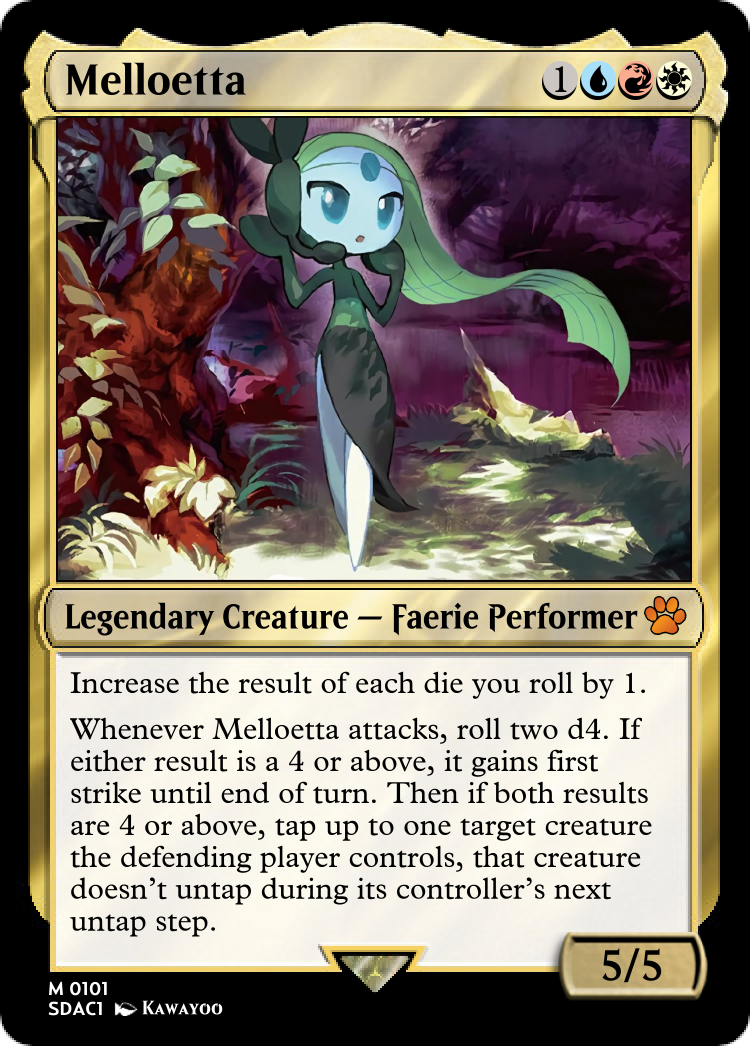 Melloetta 1
Legendary Creature — Faerie Performer
Increase the result of each die you roll by 1.
Whenever Melloetta attacks, roll two d4. If
either result is a 4 or above, it gains first
strike until end of turn. Then if both results
are 4 or above, tap up to one target creature
the defending player controls, that creature
doesn't untap during its controller's next
untap step.
5/5
M 0101
SDAC1 Kawayoo